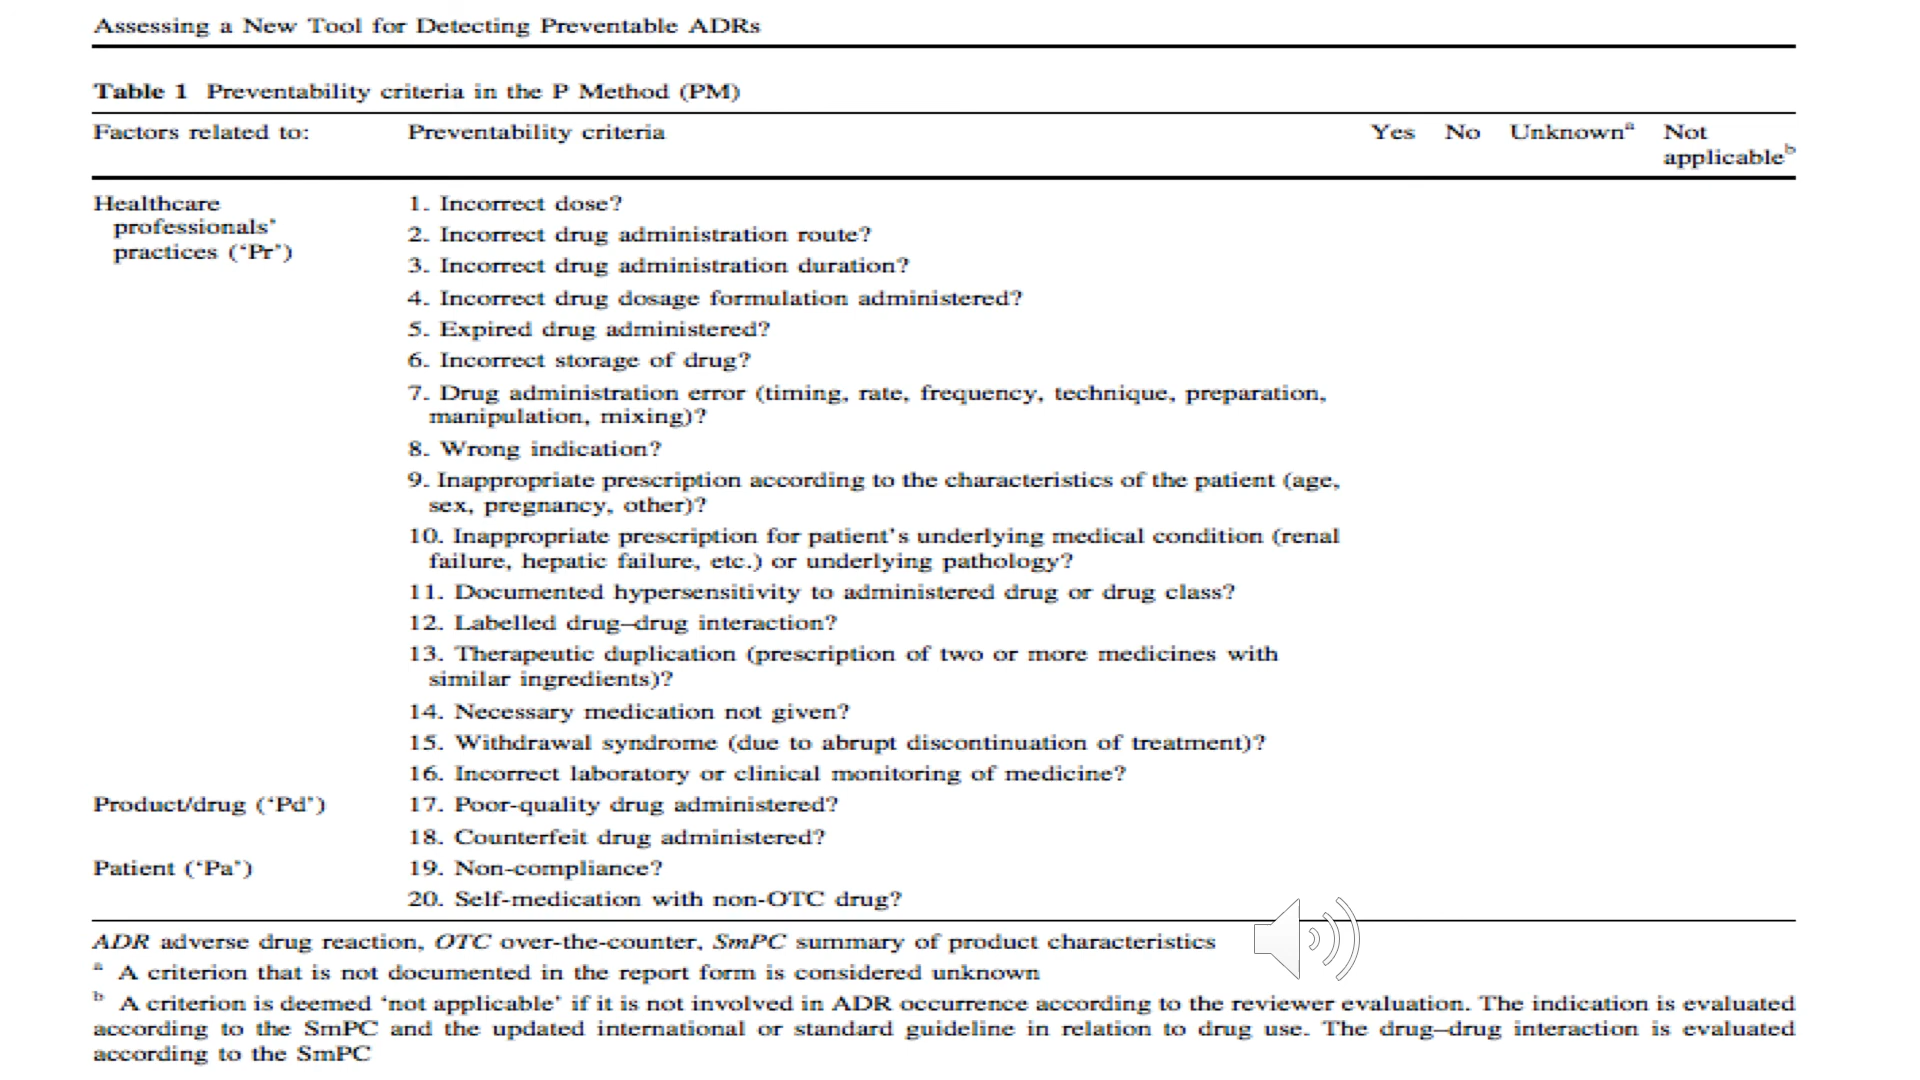 Assessing a New Tool for Detecting Preventable ADRs
Table 1 Preventability criteria in the P Method (PM)
Factors related to: Preventability criteria Yes No Unknownᵃ Not applicableᵇ
Healthcare professionals' practices ('Pr')
1. Incorrect dose?
2. Incorrect drug administration route?
3. Incorrect drug administration duration?
4. Incorrect drug dosage formulation administered?
5. Expired drug administered?
6. Incorrect storage of drug?
7. Drug administration error (timing, rate, frequency, technique, preparation,
manipulation, mixing)?
8. Wrong indication?
9. Inappropriate prescription according to the characteristics of the patient (age,
sex, pregnancy, other)?
10. Inappropriate prescription for patient's underlying medical condition (renal
failure, hepatic failure, etc.) or underlying pathology?
11. Documented hypersensitivity to administered drug or drug class?
12. Labelled drug–drug interaction?
13. Therapeutic duplication (prescription of two or more medicines with
similar ingredients)?
14. Necessary medication not given?
15. Withdrawal syndrome (due to abrupt discontinuation of treatment)?
16. Incorrect laboratory or clinical monitoring of medicine?
Product/drug ('Pd') 17. Poor-quality drug administered?
18. Counterfeit drug administered?
Patient ('Pa') 19. Non-compliance?
20. Self-medication with non-OTC drug?
ADR adverse drug reaction, OTC over-the-counter, SmPC summary of product characteristics
ᵃ A criterion that is not documented in the report form is considered unknown
ᵇ A criterion is deemed 'not applicable' if it is not involved in ADR occurrence according to the reviewer evaluation. The indication is evaluated
according to the SmPC and the updated international or standard guideline in relation to drug use. The drug–drug interaction is evaluated
according to the SmPC